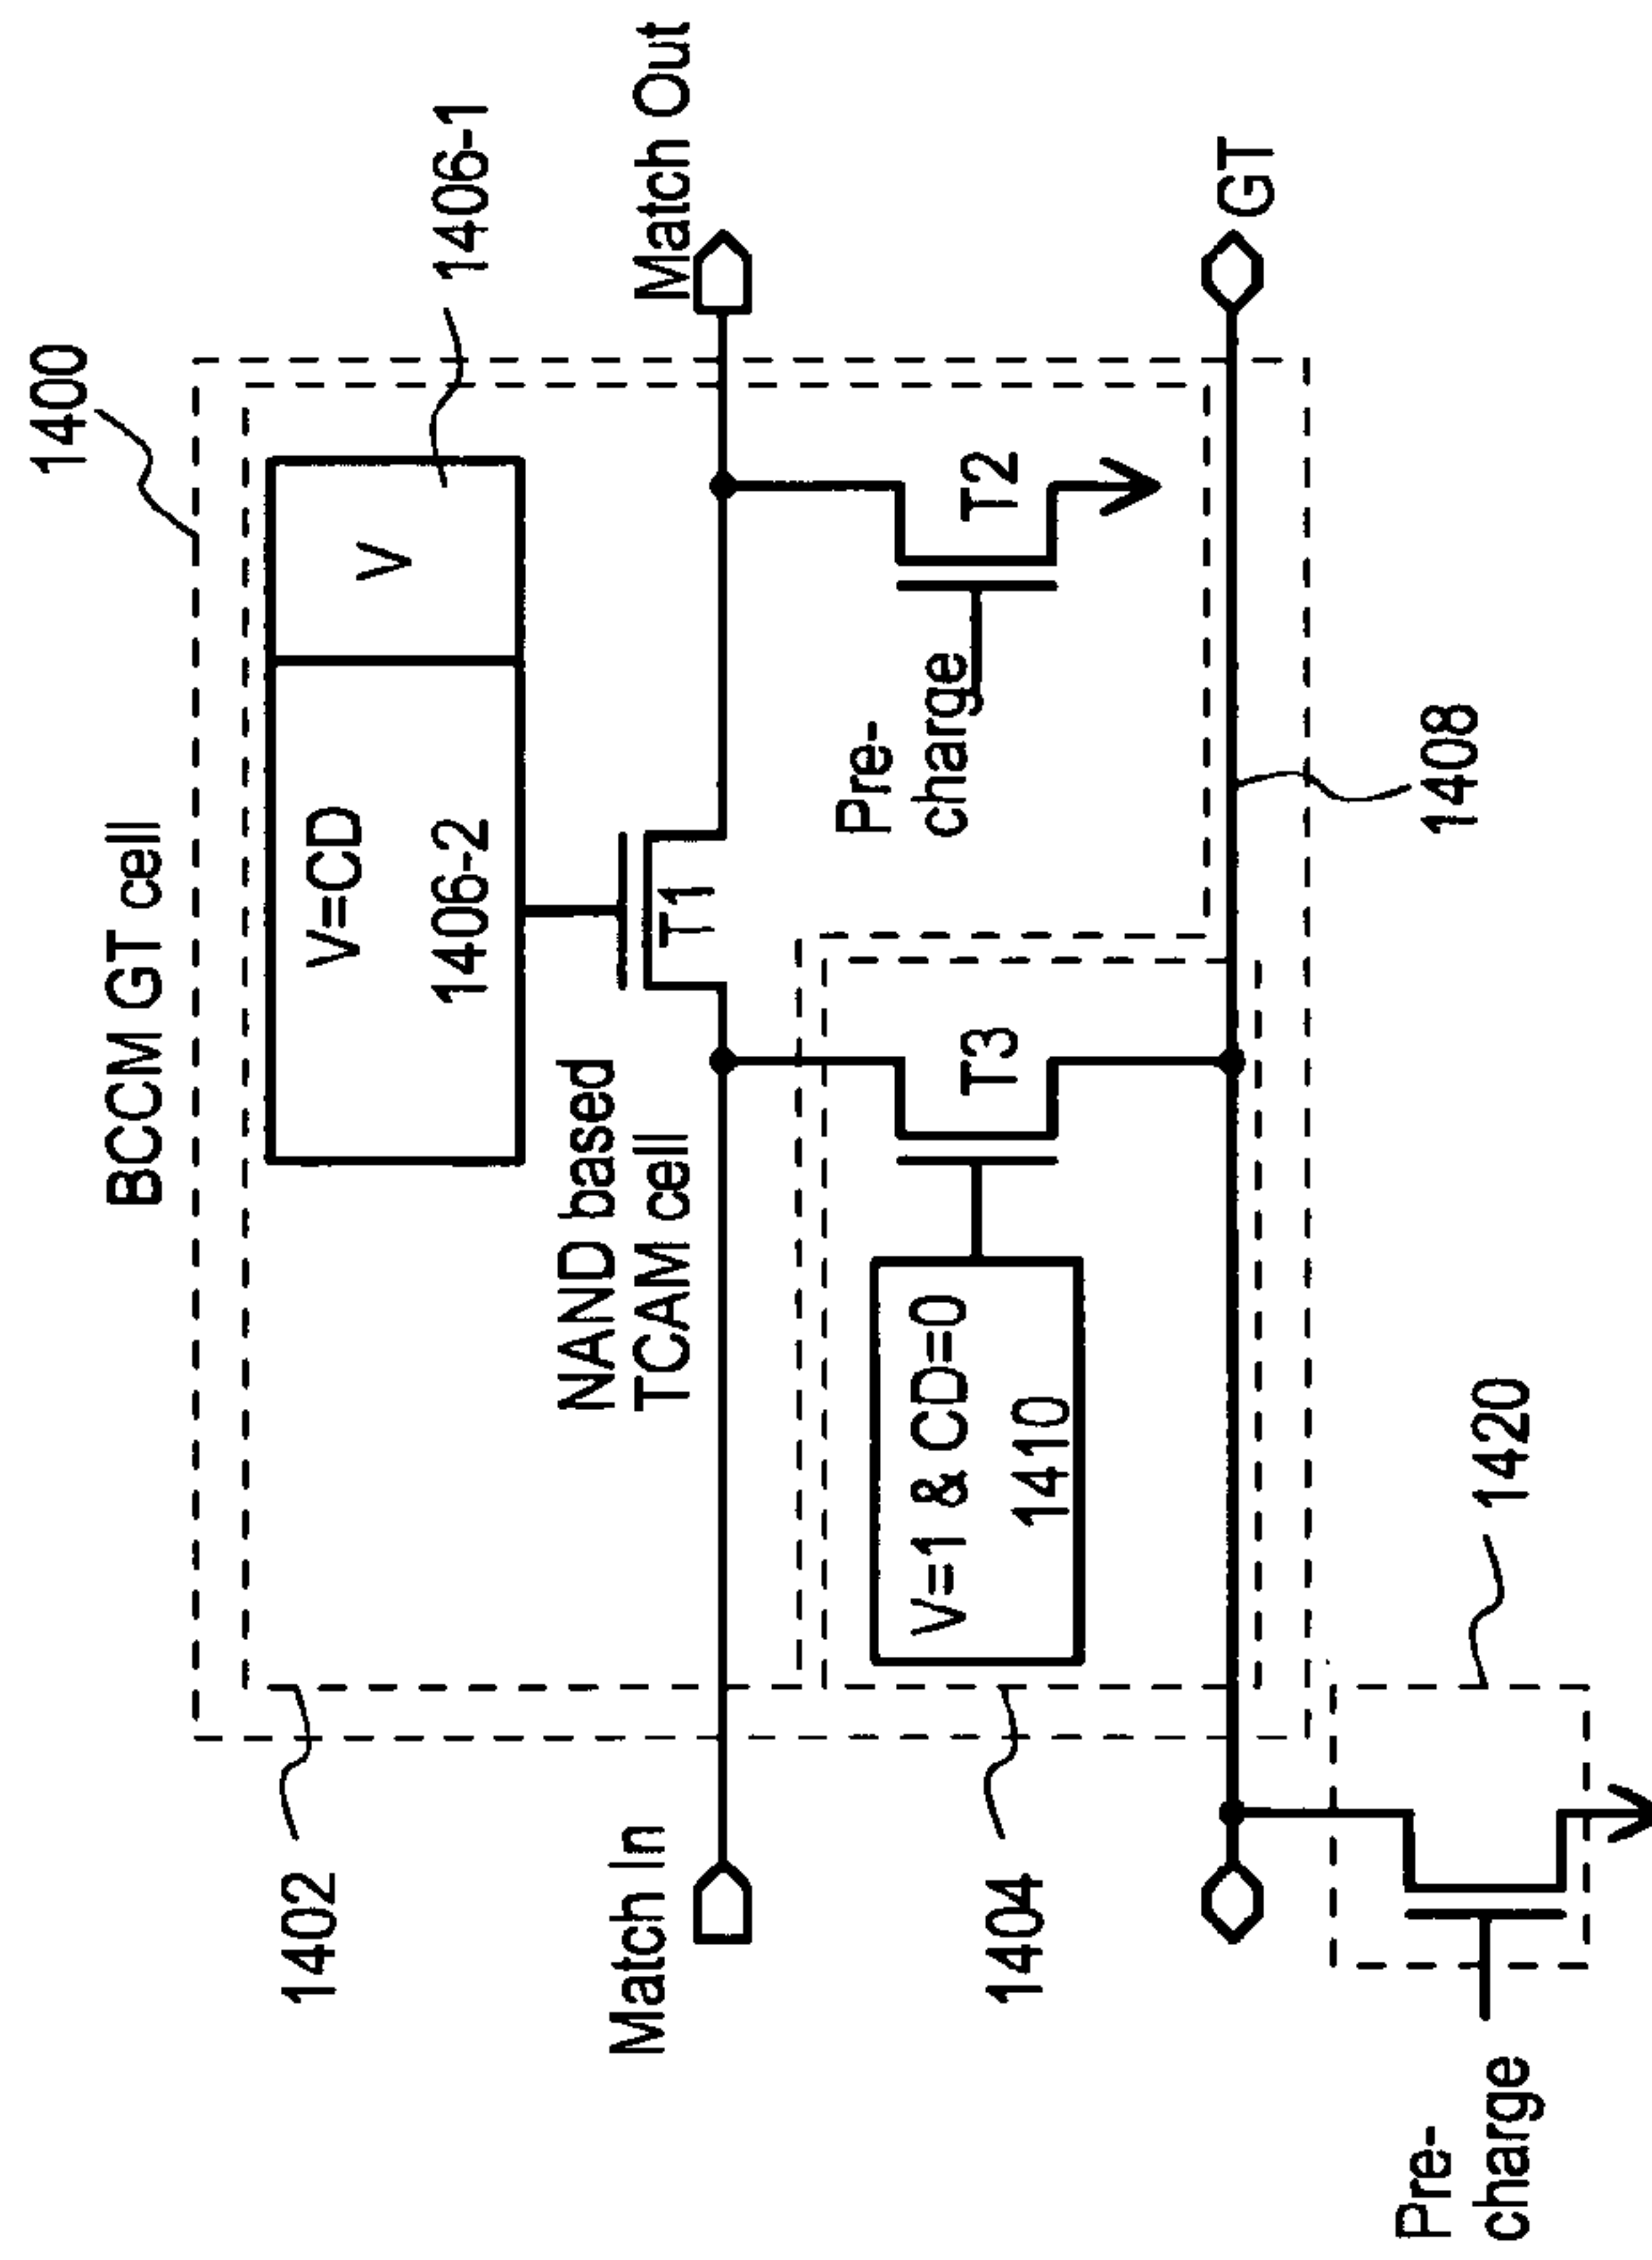 1400
BCCM GT cell
1402
V=CD
1406-2
V
1406-1
NAND based
TCAM cell
T1
Match In
Match Out
V=1 & CD=0
1410
T3
Pre-
charge
T2
1404
GT
1408
1420
Pre-
charge